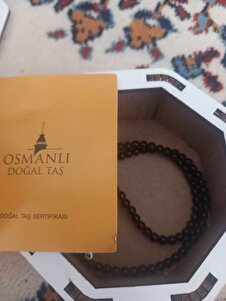 OSMANLI
DOĞAL TAŞ
DOĞAL TAŞ SERTİFİKASI